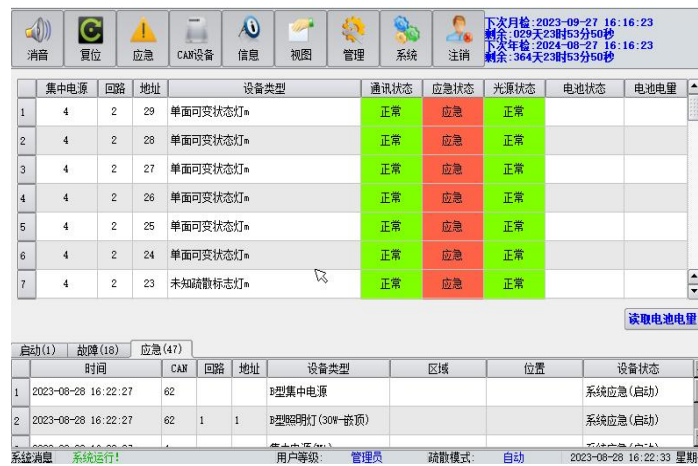 下次月检:2023-09-27 16:16:23
剩余:029天23时53分50秒
下次年检:2024-08-27 16:16:23
剩余:364天23时53分50秒
消音 复位 应急 CAN设备 信息 视图 管理 系统 注销
集中电源 回路 地址 设备类型 通讯状态 应急状态 光源状态 电池状态 电池电量
1 4 2 29 单面可变状态灯m 正常 应急 正常
2 4 2 28 单面可变状态灯m 正常 应急 正常
3 4 2 27 单面可变状态灯m 正常 应急 正常
4 4 2 26 单面可变状态灯m 正常 应急 正常
5 4 2 25 单面可变状态灯m 正常 应急 正常
6 4 2 24 单面可变状态灯m 正常 应急 正常
7 4 2 23 未知疏散标志灯m 正常 应急 正常
读取电池电量
启动(1) 故障(18) 应急(47)
时间 CAN 回路 地址 设备类型 区域 位置 设备状态
1 2023-08-28 16:22:27 62 B型集中电源 系统应急(启动)
2 2023-08-28 16:22:27 62 1 1 B型照明灯(30W-嵌顶) 系统应急(启动)
系统消息 系统运行! 用户等级: 管理员 疏散模式: 自动 2023-08-28 16:22:33 星期